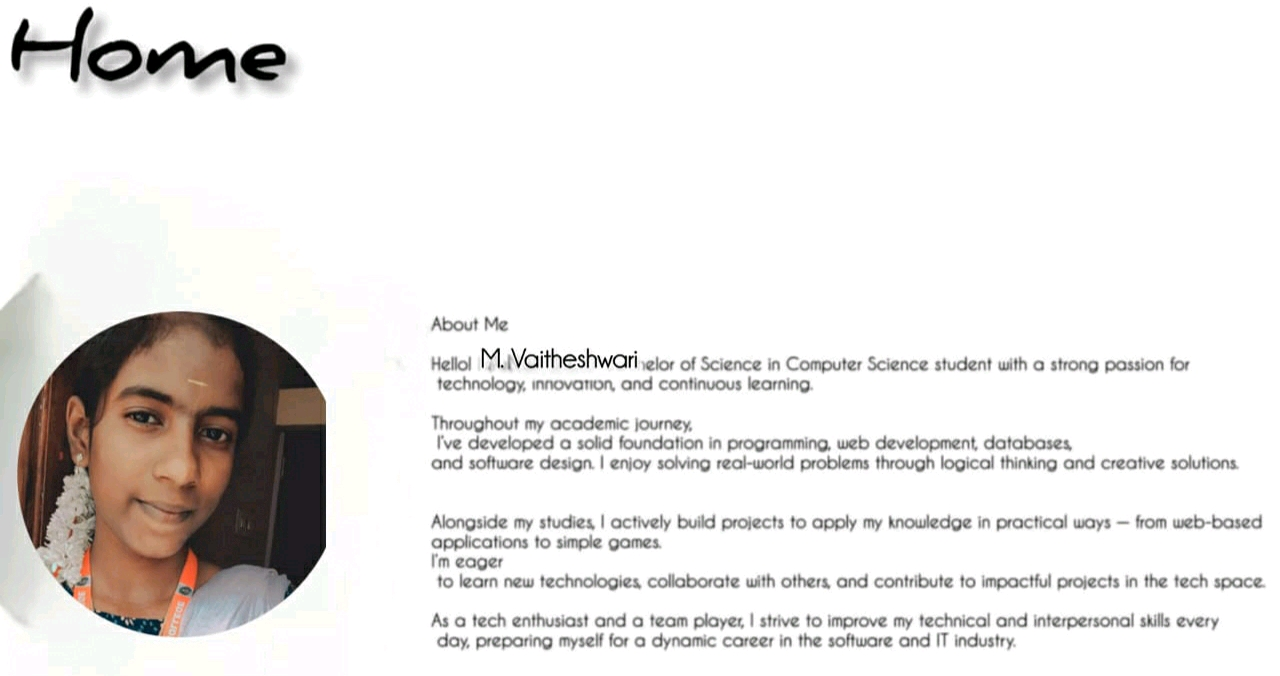 Home
About Me
Hello! M. Vaitheshwari helor of Science in Computer Science student with a strong passion for
technology, innovation, and continuous learning.
Throughout my academic journey,
I've developed a solid foundation in programming, web development, databases,
and software design. I enjoy solving real-world problems through logical thinking and creative solutions.
Alongside my studies, I actively build projects to apply my knowledge in practical ways — from web-based
applications to simple games.
I'm eager
to learn new technologies, collaborate with others, and contribute to impactful projects in the tech space.
As a tech enthusiast and a team player, I strive to improve my technical and interpersonal skills every
day, preparing myself for a dynamic career in the software and IT industry.